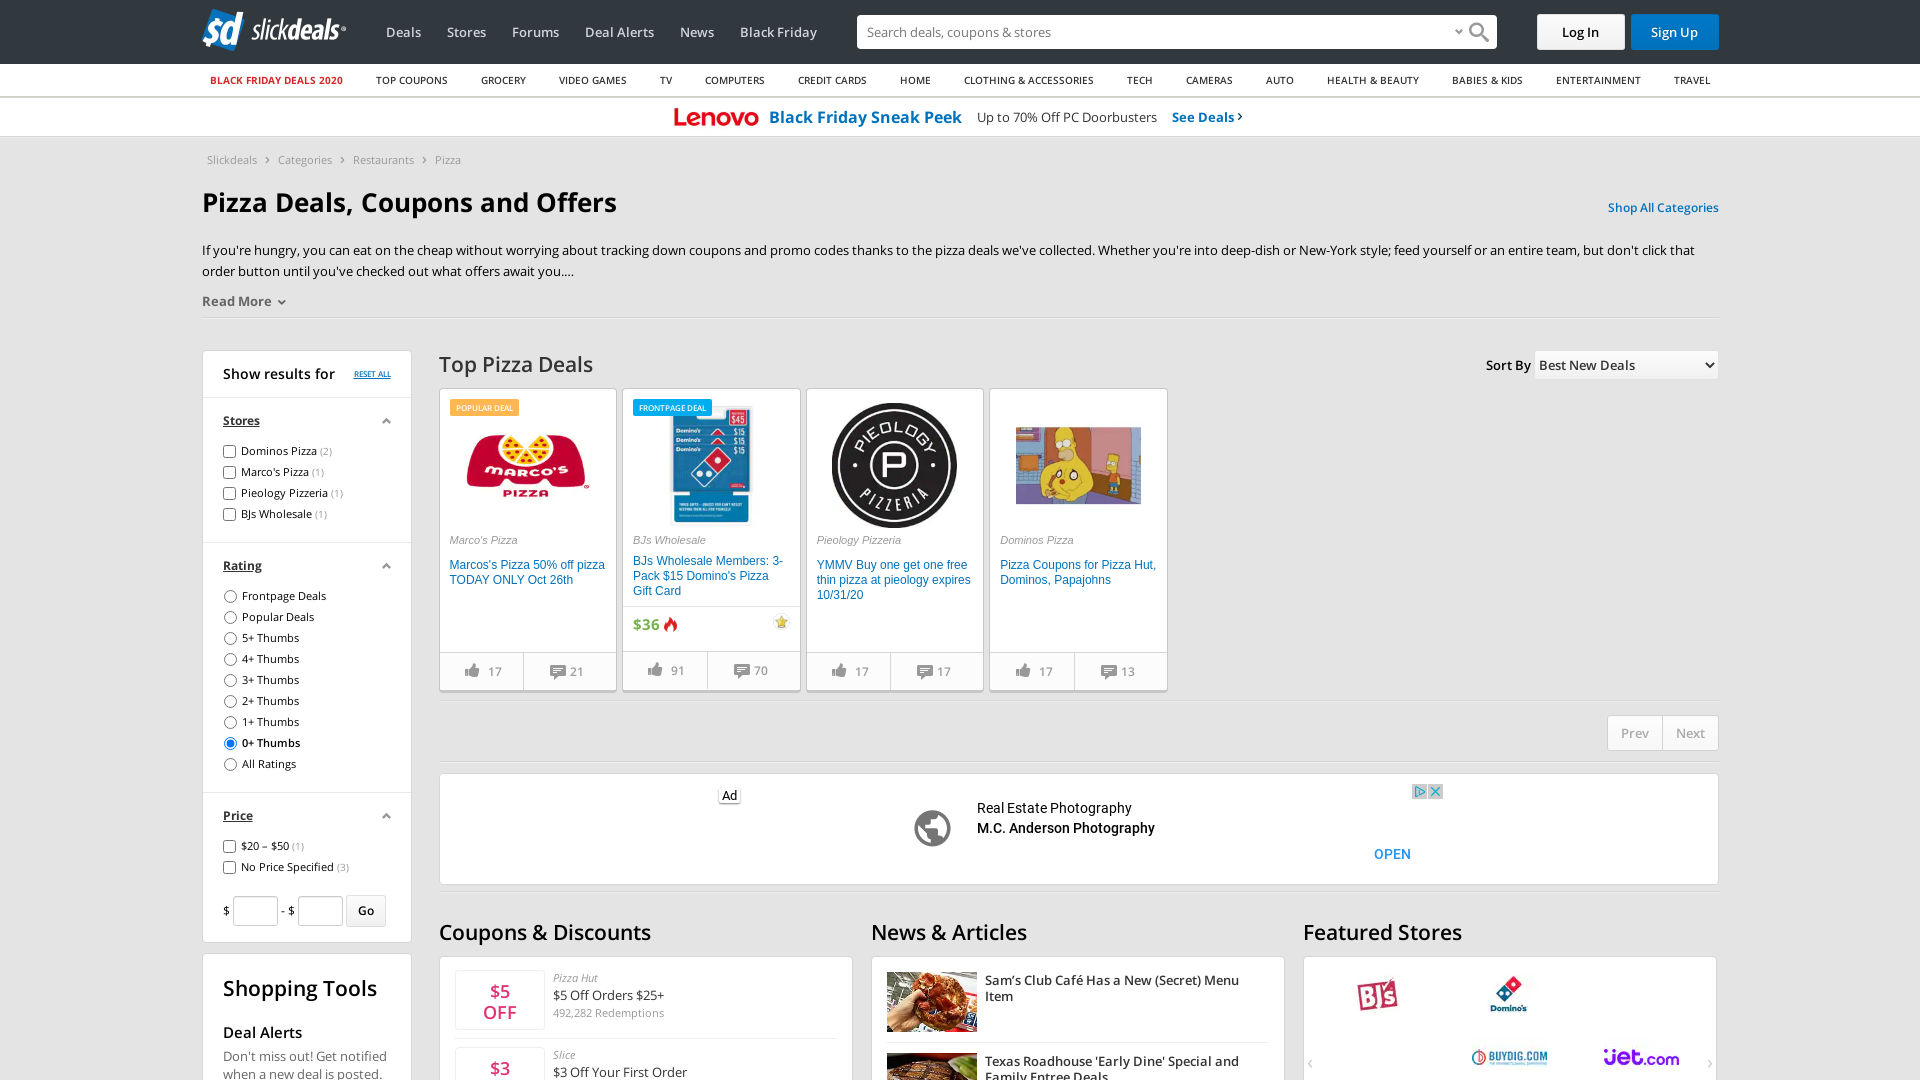 slickdeals
Deals
Stores
Forums
Deal Alerts
News
Black Friday
Search deals, coupons & stores
Log In
Sign Up
BLACK FRIDAY DEALS 2020
TOP COUPONS
GROCERY
VIDEO GAMES
TV
COMPUTERS
CREDIT CARDS
HOME
CLOTHING & ACCESSORIES
TECH
CAMERAS
AUTO
HEALTH & BEAUTY
BABIES & KIDS
ENTERTAINMENT
TRAVEL
Lenovo Black Friday Sneak Peek Up to 70% Off PC Doorbusters See Deals
Slickdeals > Categories > Restaurants > Pizza
Pizza Deals, Coupons and Offers
Shop All Categories
If you're hungry, you can eat on the cheap without worrying about tracking down coupons and promo codes thanks to the pizza deals we've collected. Whether you're into deep-dish or New-York style; feed yourself or an entire team, but don't click that
order button until you've checked out what offers await you....
Read More
Show results for
RESET ALL
Stores
Dominos Pizza (2)
Marco's Pizza (1)
Pieology Pizzeria (1)
BJs Wholesale (1)
Rating
Frontpage Deals
Popular Deals
5+ Thumbs
4+ Thumbs
3+ Thumbs
2+ Thumbs
1+ Thumbs
0+ Thumbs
All Ratings
Price
$20 – $50 (1)
No Price Specified (3)
$ - $ Go
Shopping Tools
Deal Alerts
Don't miss out! Get notified
when a new deal is posted.
Top Pizza Deals
Sort By Best New Deals
POPULAR DEAL
MARCO'S
PIZZA
Marco's Pizza
Marcos's Pizza 50% off pizza
TODAY ONLY Oct 26th
17
21
FRONTPAGE DEAL
$45
Domino's $15
Domino's $15
Domino's $15
BJs Wholesale
BJs Wholesale Members: 3-
Pack $15 Domino's Pizza
Gift Card
$36
91
70
PIEOLOGY
P
PIZZERIA
Pieology Pizzeria
YMMV Buy one get one free
thin pizza at pieology expires
10/31/20
17
17
Dominos Pizza
Pizza Coupons for Pizza Hut,
Dominos, Papajohns
17
13
Prev
Next
Ad
Real Estate Photography
M.C. Anderson Photography
OPEN
Coupons & Discounts
$5
OFF
Pizza Hut
$5 Off Orders $25+
492,282 Redemptions
$3
Slice
$3 Off Your First Order
News & Articles
Sam's Club Café Has a New (Secret) Menu
Item
Texas Roadhouse 'Early Dine' Special and
Family Entree Deals
Featured Stores
BJ's
Domino's
BUYDIG.COM
Jet.com